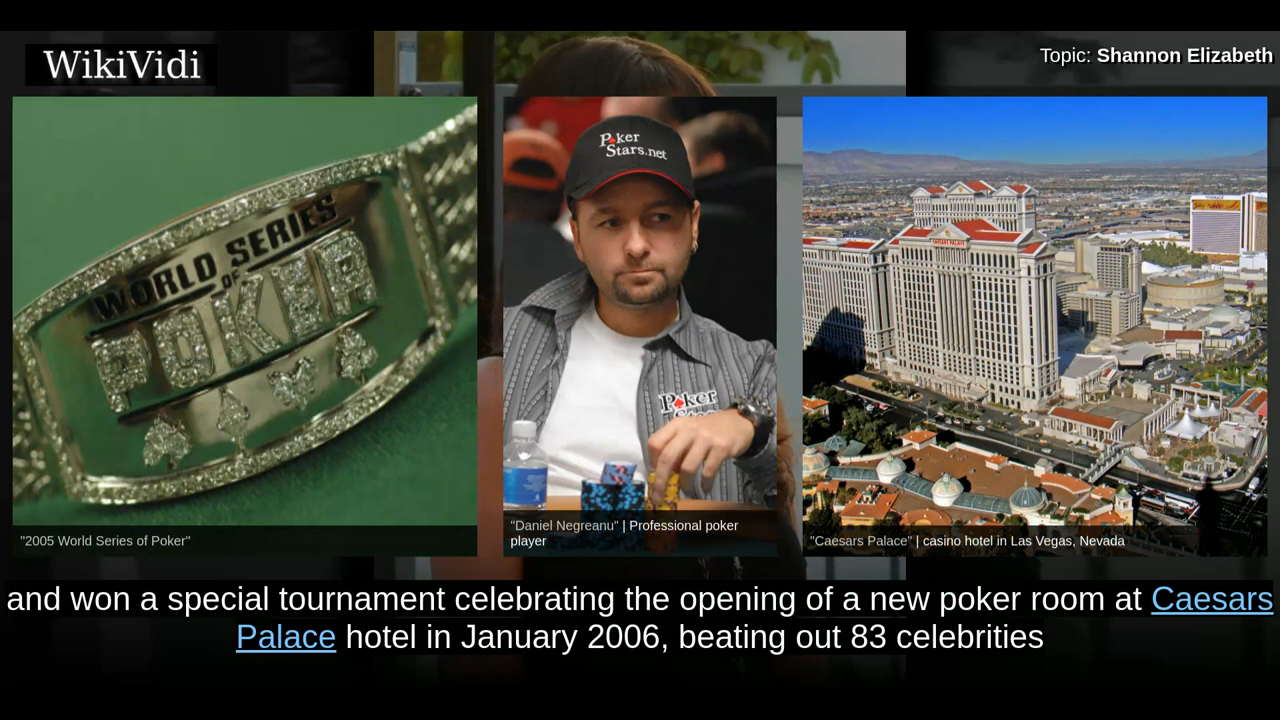 WikiVidi
Topic: Shannon Elizabeth
WORLD SERIES
OF
POKER
Poker
Stars.net
Poker
"2005 World Series of Poker"
"Daniel Negreanu" | Professional poker
player
"Caesars Palace" | casino hotel in Las Vegas, Nevada
and won a special tournament celebrating the opening of a new poker room at Caesars
Palace hotel in January 2006, beating out 83 celebrities